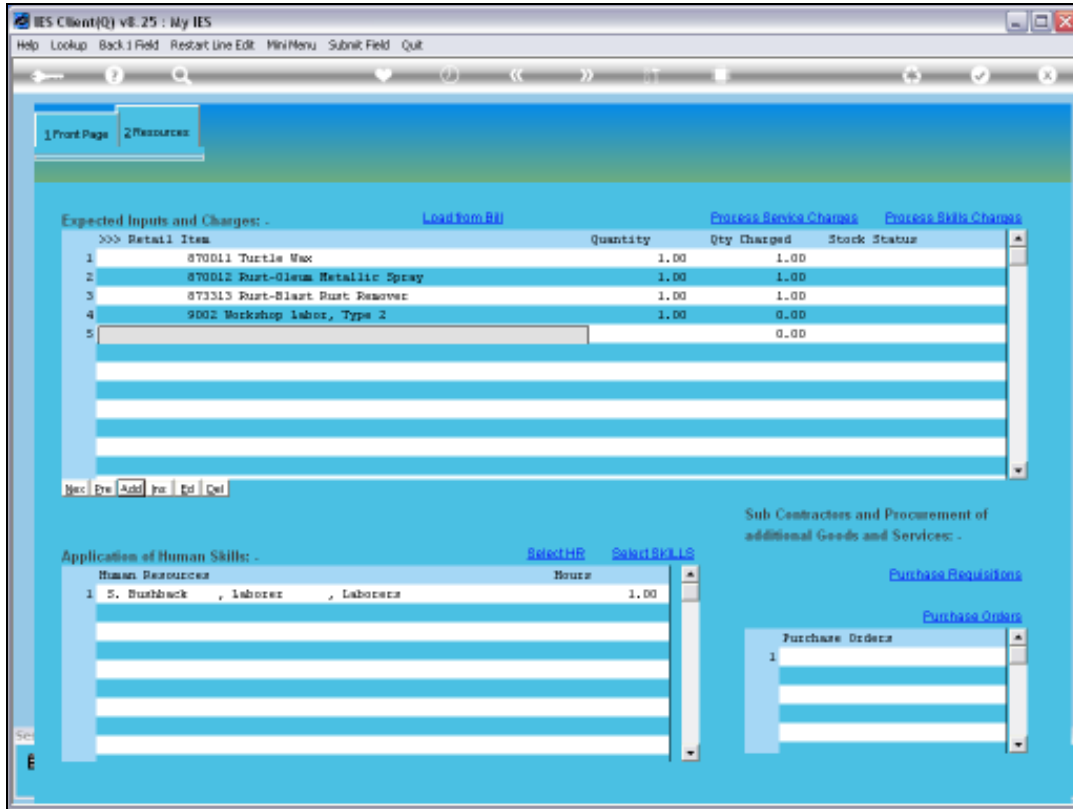 IES Client(Q) v8.25 : My IES
Help Lookup Back 1 Field Restart Line Edit MiniMenu Submit Field Quit
1 Front Page 2 Resources
Expected Inputs and Charges: - Load from Bill Process Service Charges Process Skills Charges
>>> Retail Item Quantity Qty Charged Stock Status
1 870011 Turtle Wax 1.00 1.00
2 870012 Rust-Oleum Metallic Spray 1.00 1.00
3 873313 Rust-Blast Rust Remover 1.00 1.00
4 9002 Workshop labor, Type 2 1.00 0.00
5 0.00
Nex Pre Add Ins Ed Del
Sub Contractors and Procurement of
additional Goods and Services: -
Application of Human Skills: - Select HR Select SKILLS
Human Resources Hours
Purchase Requisitions
1 S. Bushback , laborer , Laborers 1.00
Purchase Orders
Purchase Orders
1
Se